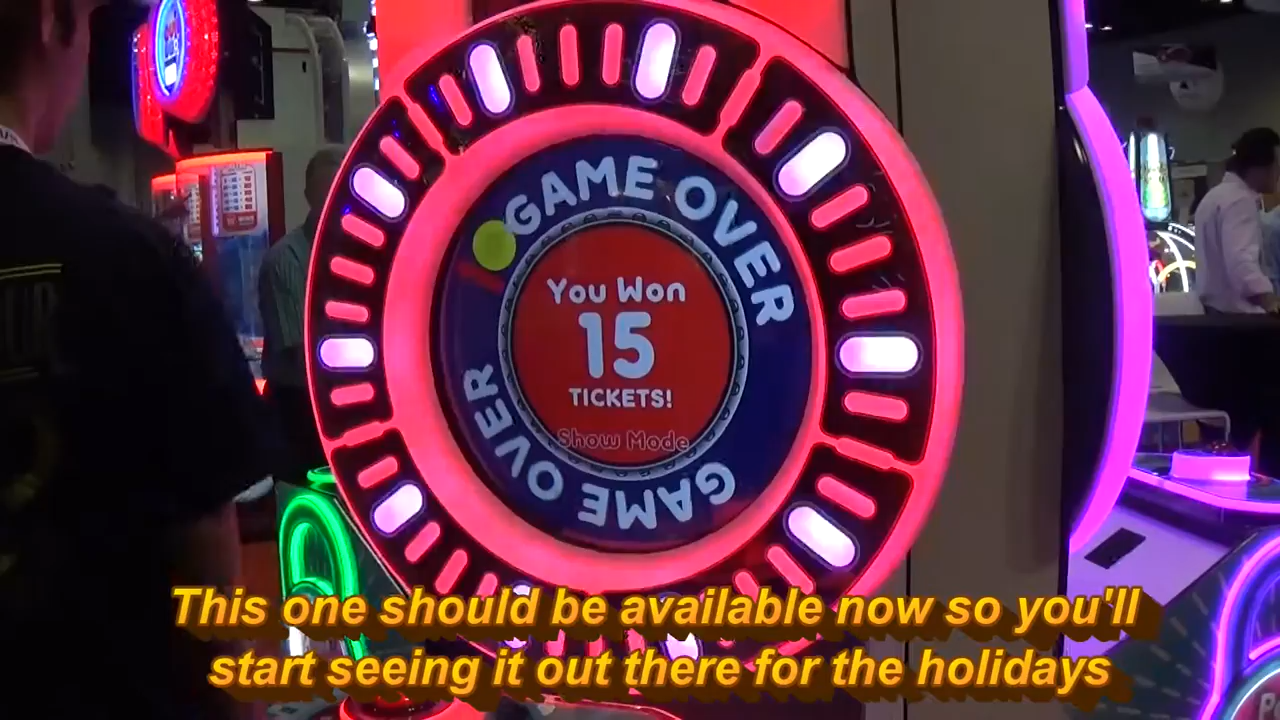 GAME OVER
You Won
15
TICKETS!
Show Mode
GAME OVER
This one should be available now so you'll
start seeing it out there for the holidays